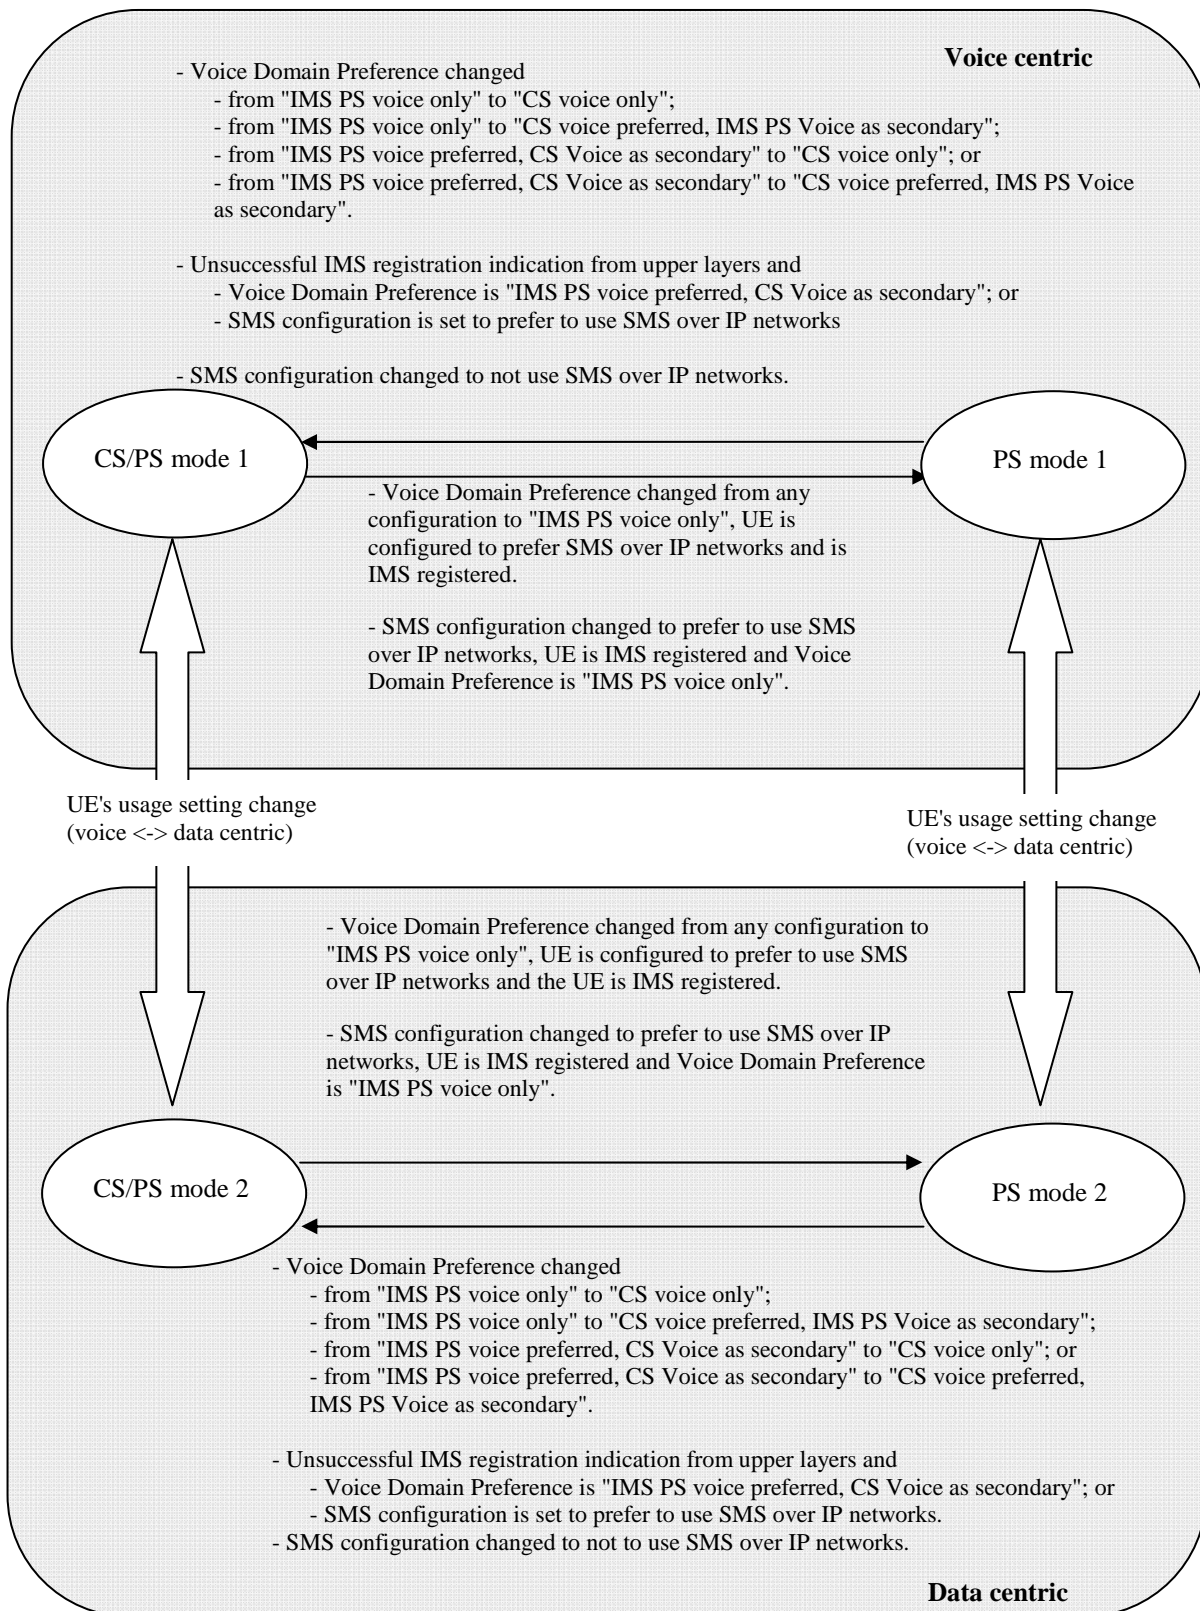 Voice centric
- Voice Domain Preference changed
- from "IMS PS voice only" to "CS voice only";
- from "IMS PS voice only" to "CS voice preferred, IMS PS Voice as secondary";
- from "IMS PS voice preferred, CS Voice as secondary" to "CS voice only"; or
- from "IMS PS voice preferred, CS Voice as secondary" to "CS voice preferred, IMS PS Voice
as secondary".
- Unsuccessful IMS registration indication from upper layers and
- Voice Domain Preference is "IMS PS voice preferred, CS Voice as secondary"; or
- SMS configuration is set to prefer to use SMS over IP networks
- SMS configuration changed to not use SMS over IP networks.
CS/PS mode 1
PS mode 1
- Voice Domain Preference changed from any
configuration to "IMS PS voice only", UE is
configured to prefer SMS over IP networks and is
IMS registered.
- SMS configuration changed to prefer to use SMS
over IP networks, UE is IMS registered and Voice
Domain Preference is "IMS PS voice only".
UE's usage setting change
(voice <-> data centric)
UE's usage setting change
(voice <-> data centric)
- Voice Domain Preference changed from any configuration to
"IMS PS voice only", UE is configured to prefer to use SMS
over IP networks and the UE is IMS registered.
- SMS configuration changed to prefer to use SMS over IP
networks, UE is IMS registered and Voice Domain Preference
is "IMS PS voice only".
CS/PS mode 2
PS mode 2
- Voice Domain Preference changed
- from "IMS PS voice only" to "CS voice only";
- from "IMS PS voice only" to "CS voice preferred, IMS PS Voice as secondary";
- from "IMS PS voice preferred, CS Voice as secondary" to "CS voice only"; or
- from "IMS PS voice preferred, CS Voice as secondary" to "CS voice preferred,
IMS PS Voice as secondary".
- Unsuccessful IMS registration indication from upper layers and
- Voice Domain Preference is "IMS PS voice preferred, CS Voice as secondary"; or
- SMS configuration is set to prefer to use SMS over IP networks.
- SMS configuration changed to not to use SMS over IP networks.
Data centric